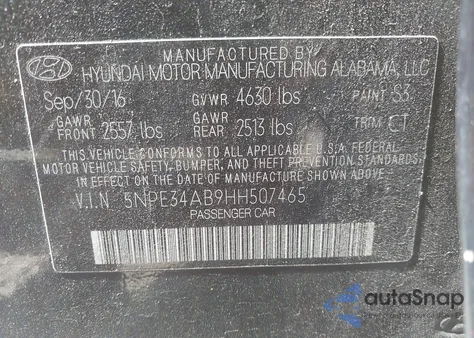 MANUFACTURED BY
HYUNDAI MOTOR MANUFACTURING ALABAMA, LLC
Sep/30/16 GVWR 4630 lbs PAINT S3
GAWR FRONT 2557 lbs GAWR REAR 2513 lbs TRIM CT
THIS VEHICLE CONFORMS TO ALL APPLICABLE U.S.A. FEDERAL
MOTOR VEHICLE SAFETY, BUMPER, AND THEFT PREVENTION STANDARDS
IN EFFECT ON THE DATE OF MANUFACTURE SHOWN ABOVE.
V.I.N 5NPE34AB9HH507465
PASSENGER CAR
autoSnap